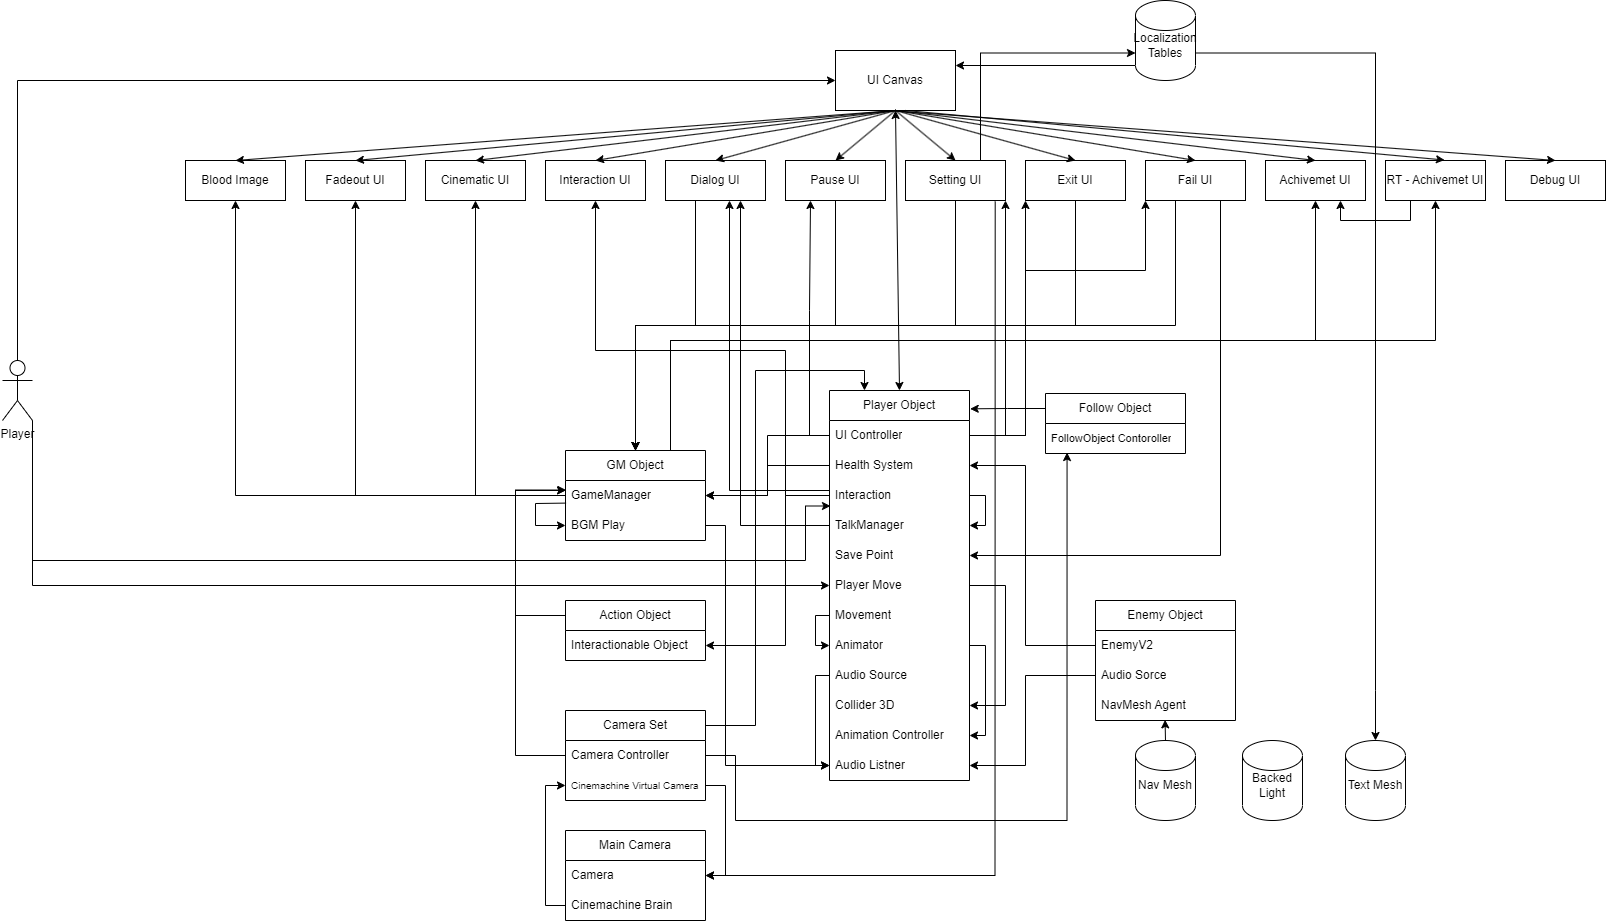 Localization
Tables
UI Canvas
Blood Image
Fadeout UI
Cinematic UI
Interaction UI
Dialog UI
Pause UI
Setting UI
Exit UI
Fail UI
Achivemet UI
RT - Achivemet UI
Debug UI
Player
Player Object
UI Controller
Health System
Interaction
TalkManager
Save Point
Player Move
Movement
Animator
Audio Source
Collider 3D
Animation Controller
Audio Listner
Follow Object
FollowObject Contoroller
GM Object
GameManager
BGM Play
Action Object
Interactionable Object
Enemy Object
EnemyV2
Audio Sorce
NavMesh Agent
Camera Set
Camera Controller
Cinemachine Virtual Camera
Nav Mesh
Backed
Light
Text Mesh
Main Camera
Camera
Cinemachine Brain